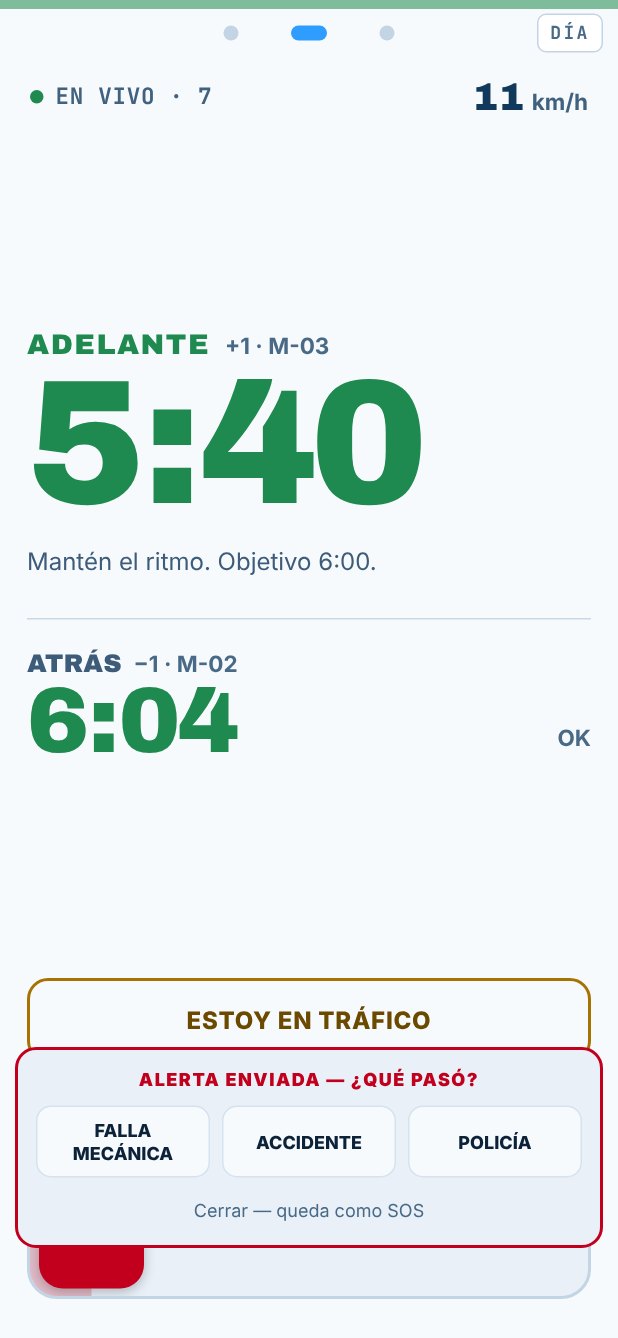 DÍA
EN VIVO · 7
11 km/h
ADELANTE +1 · M-03
5:40
Mantén el ritmo. Objetivo 6:00.
ATRÁS −1 · M-02
6:04
OK
ESTOY EN TRÁFICO
ALERTA ENVIADA — ¿QUÉ PASÓ?
FALLA
MECÁNICA
ACCIDENTE
POLICÍA
Cerrar — queda como SOS